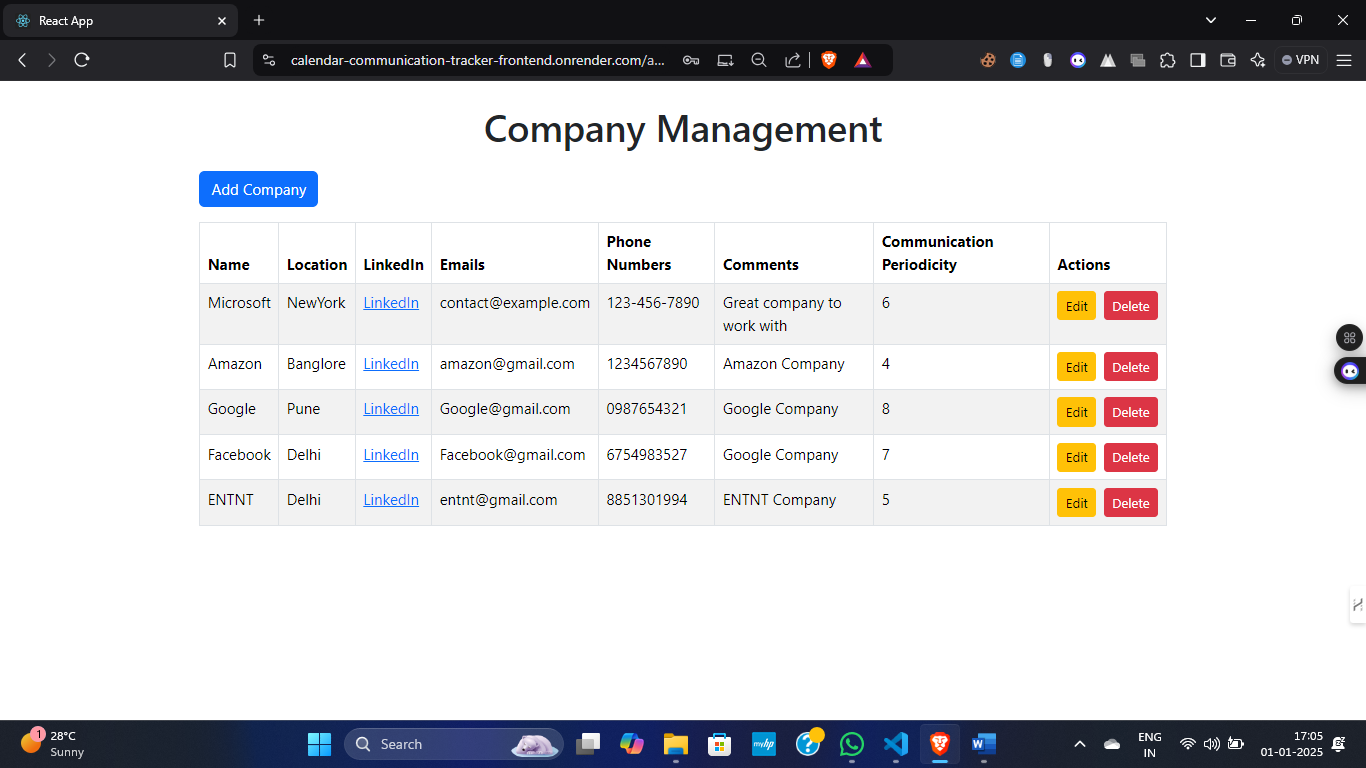 React App
calendar-communication-tracker-frontend.onrender.com/a...
VPN
Company Management
Add Company
Name Location LinkedIn Emails Phone Numbers Comments Communication Periodicity Actions
Microsoft NewYork LinkedIn contact@example.com 123-456-7890 Great company to work with 6 Edit Delete
Amazon Banglore LinkedIn amazon@gmail.com 1234567890 Amazon Company 4 Edit Delete
Google Pune LinkedIn Google@gmail.com 0987654321 Google Company 8 Edit Delete
Facebook Delhi LinkedIn Facebook@gmail.com 6754983527 Google Company 7 Edit Delete
ENTNT Delhi LinkedIn entnt@gmail.com 8851301994 ENTNT Company 5 Edit Delete
1
28°C
Sunny
Search
myhp
W
ENG
IN
17:05
01-01-2025